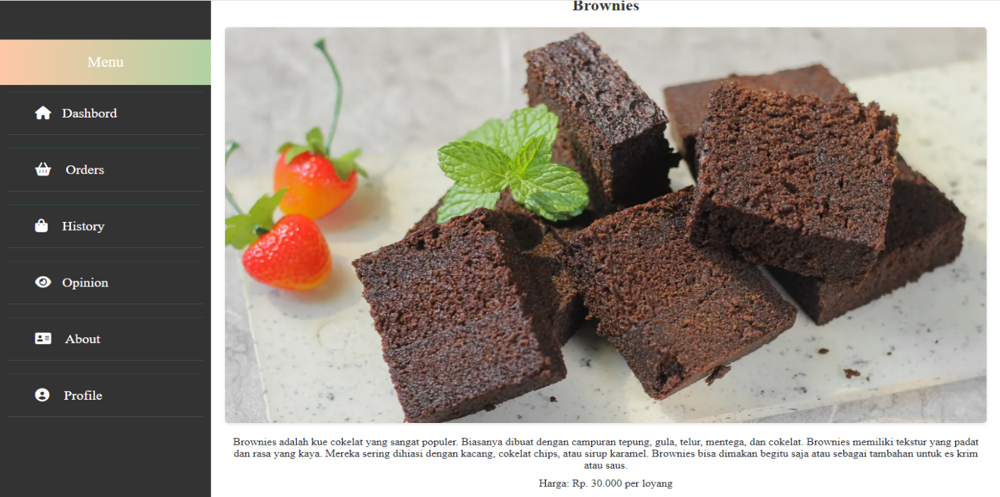 Menu
Dashbord
Orders
History
Opinion
About
Profile
Brownies
Brownies adalah kue cokelat yang sangat populer. Biasanya dibuat dengan campuran tepung, gula, telur, mentega, dan cokelat. Brownies memiliki tekstur yang padat
dan rasa yang kaya. Mereka sering dihiasi dengan kacang, cokelat chips, atau sirup karamel. Brownies bisa dimakan begitu saja atau sebagai tambahan untuk es krim
atau saus.
Harga: Rp. 30.000 per loyang